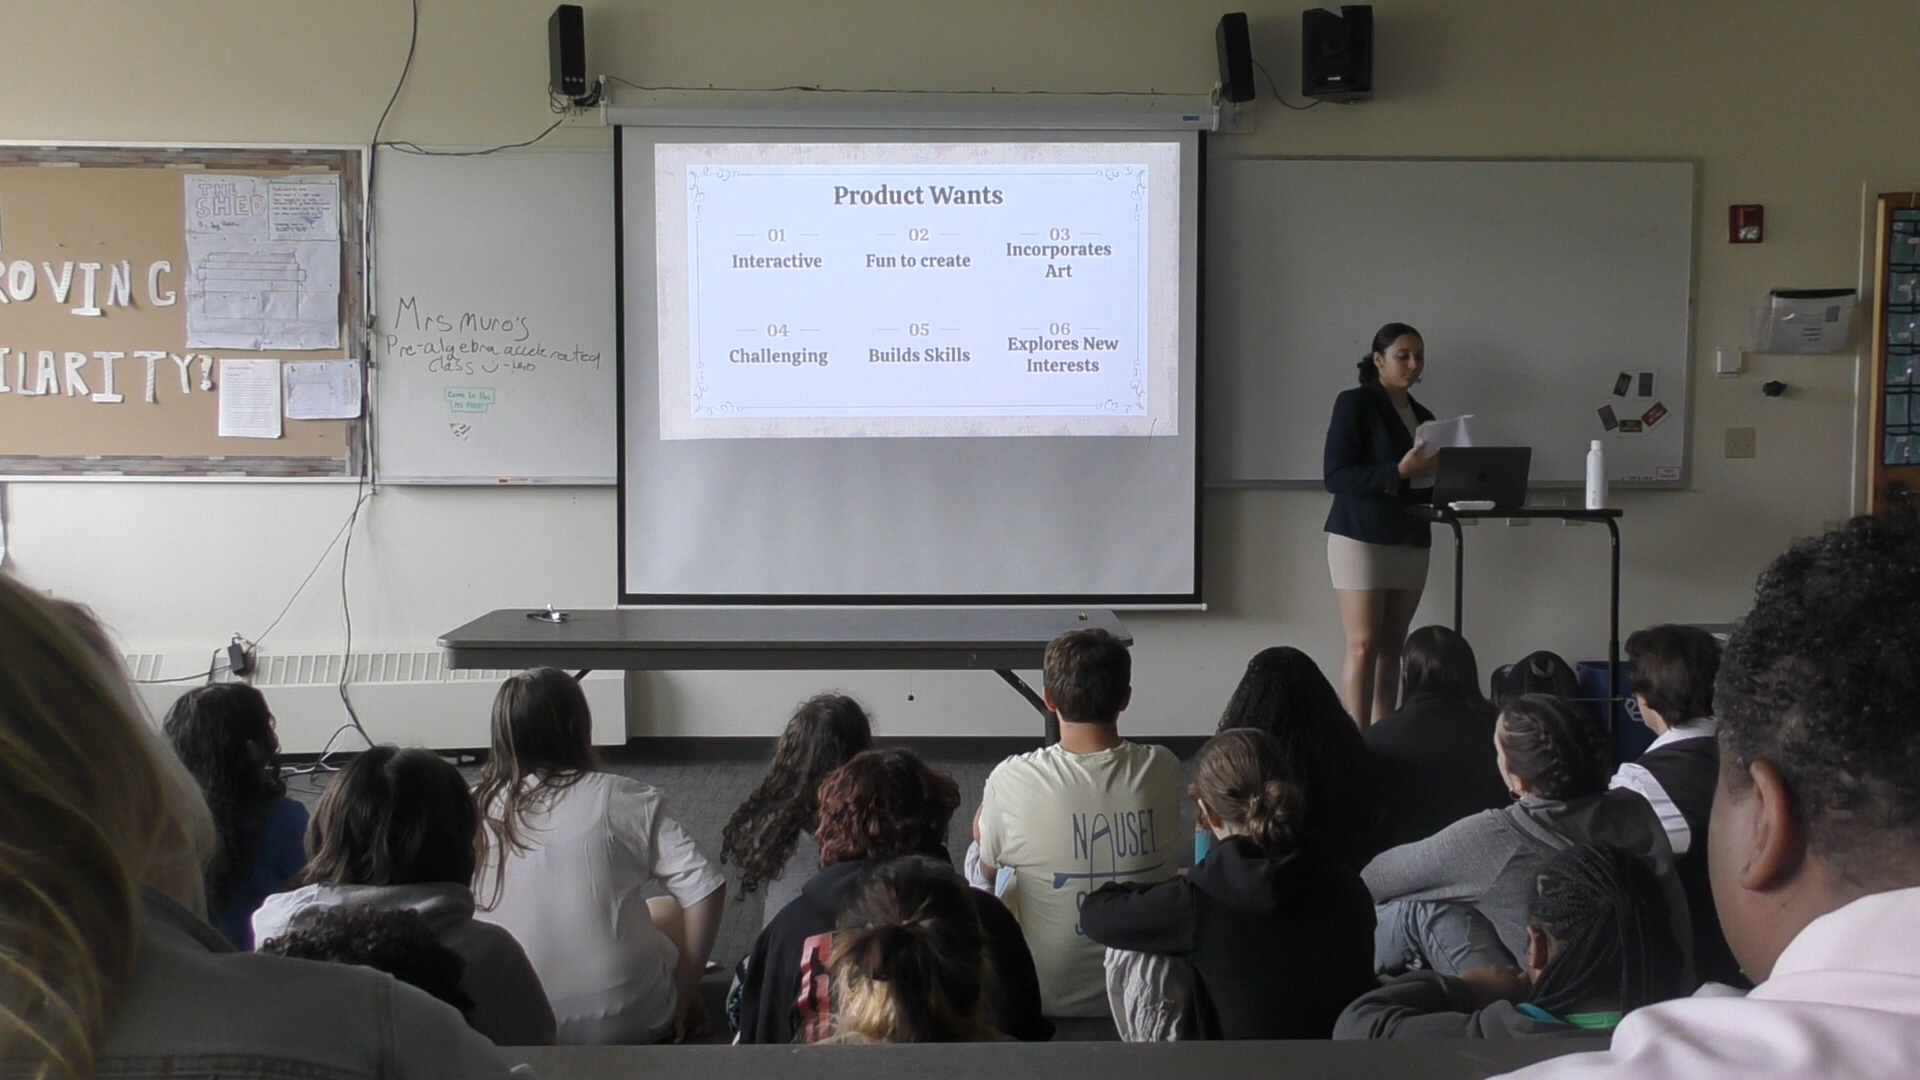 THE
SHED
ROVING
ILARITY?
Mrs Muro's
Pre-algebra accelerated
class
Product Wants
01
Interactive
02
Fun to create
03
Incorporates
Art
04
Challenging
05
Builds Skills
06
Explores New
Interests
NAUSET